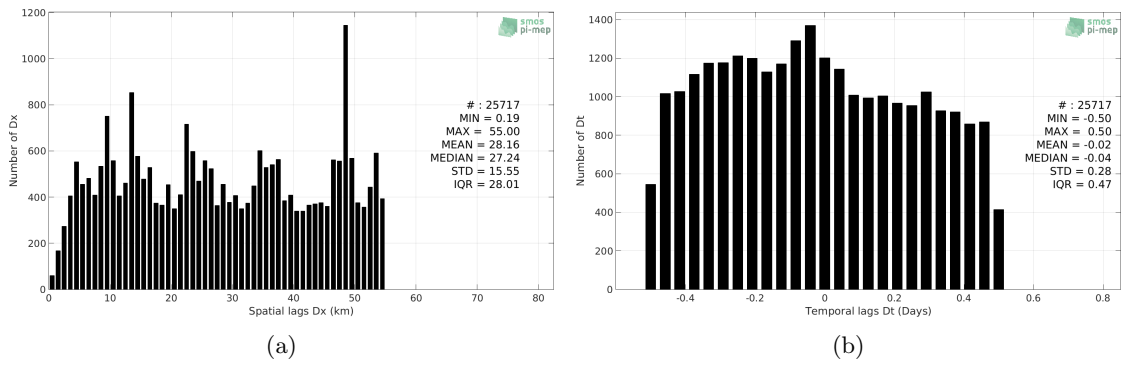 1200
1000
800
600
400
200
0
Number of Dx
0 10 20 30 40 50 60 70 80
Spatial lags Dx (km)
smos
pi-mep
# : 25717
MIN = 0.19
MAX = 55.00
MEAN = 28.16
MEDIAN = 27.24
STD = 15.55
IQR = 28.01
(a)
1400
1200
1000
800
600
400
200
0
Number of Dt
-0.4 -0.2 0 0.2 0.4 0.6 0.8
Temporal lags Dt (Days)
smos
pi-mep
# : 25717
MIN = -0.50
MAX = 0.50
MEAN = -0.02
MEDIAN = -0.04
STD = 0.28
IQR = 0.47
(b)